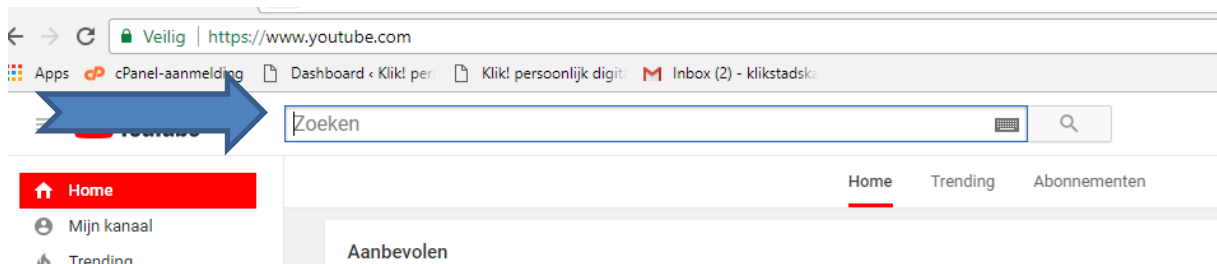 Veilig | https://www.youtube.com
Apps cPanel-aanmelding Dashboard ‹ Klik! per Klik! persoonlijk digit Inbox (2) - klikstadska
Zoeken
Home Home Trending Abonnementen
Mijn kanaal
Aanbevolen
Trending